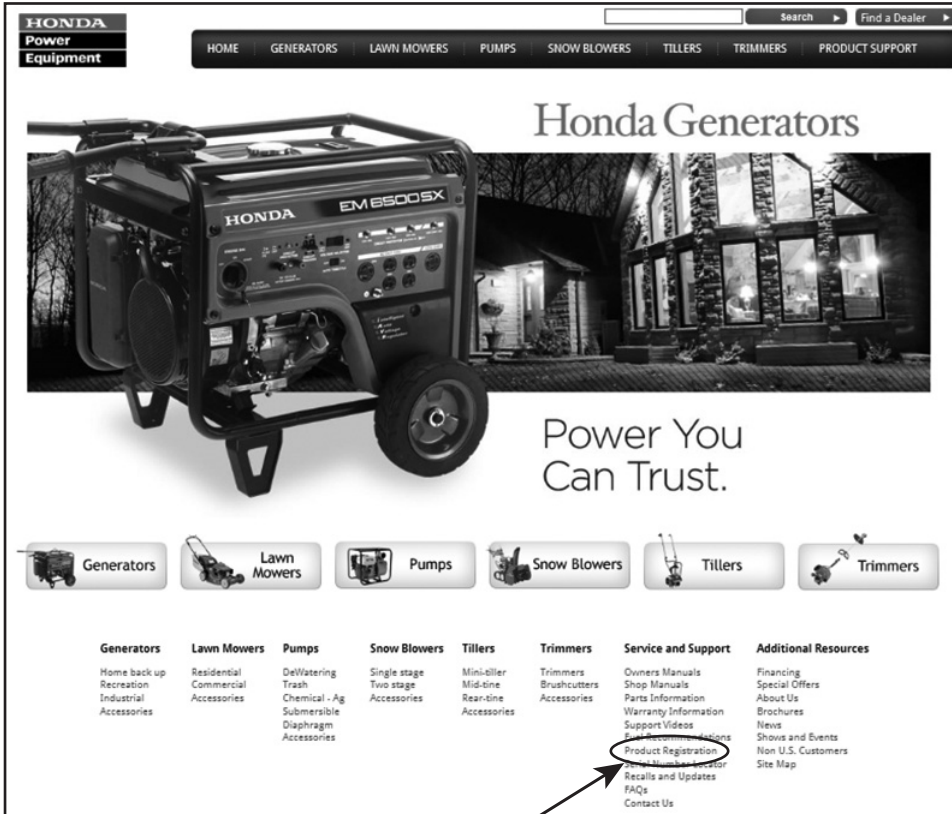 HONDA
Power
Equipment
Search
Find a Dealer
HOME GENERATORS LAWN MOWERS PUMPS SNOW BLOWERS TILLERS TRIMMERS PRODUCT SUPPORT
Honda Generators
HONDA
EM6500SX
Power You
Can Trust.
Generators
Lawn
Mowers
Pumps
Snow Blowers
Tillers
Trimmers
Generators
Home back up
Recreation
Industrial
Accessories
Lawn Mowers
Residential
Commercial
Accessories
Pumps
DeWatering
Trash
Chemical - Ag
Submersible
Diaphragm
Accessories
Snow Blowers
Single stage
Two stage
Accessories
Tillers
Mini-tiller
Mid-tine
Rear-tine
Accessories
Trimmers
Trimmers
Brushcutters
Accessories
Service and Support
Owners Manuals
Shop Manuals
Parts Information
Warranty Information
Support Videos
Fuel Recommendations
Product Registration
Serial Number Locator
Recalls and Updates
FAQs
Contact Us
Additional Resources
Financing
Special Offers
About Us
Brochures
News
Shows and Events
Non U.S. Customers
Site Map